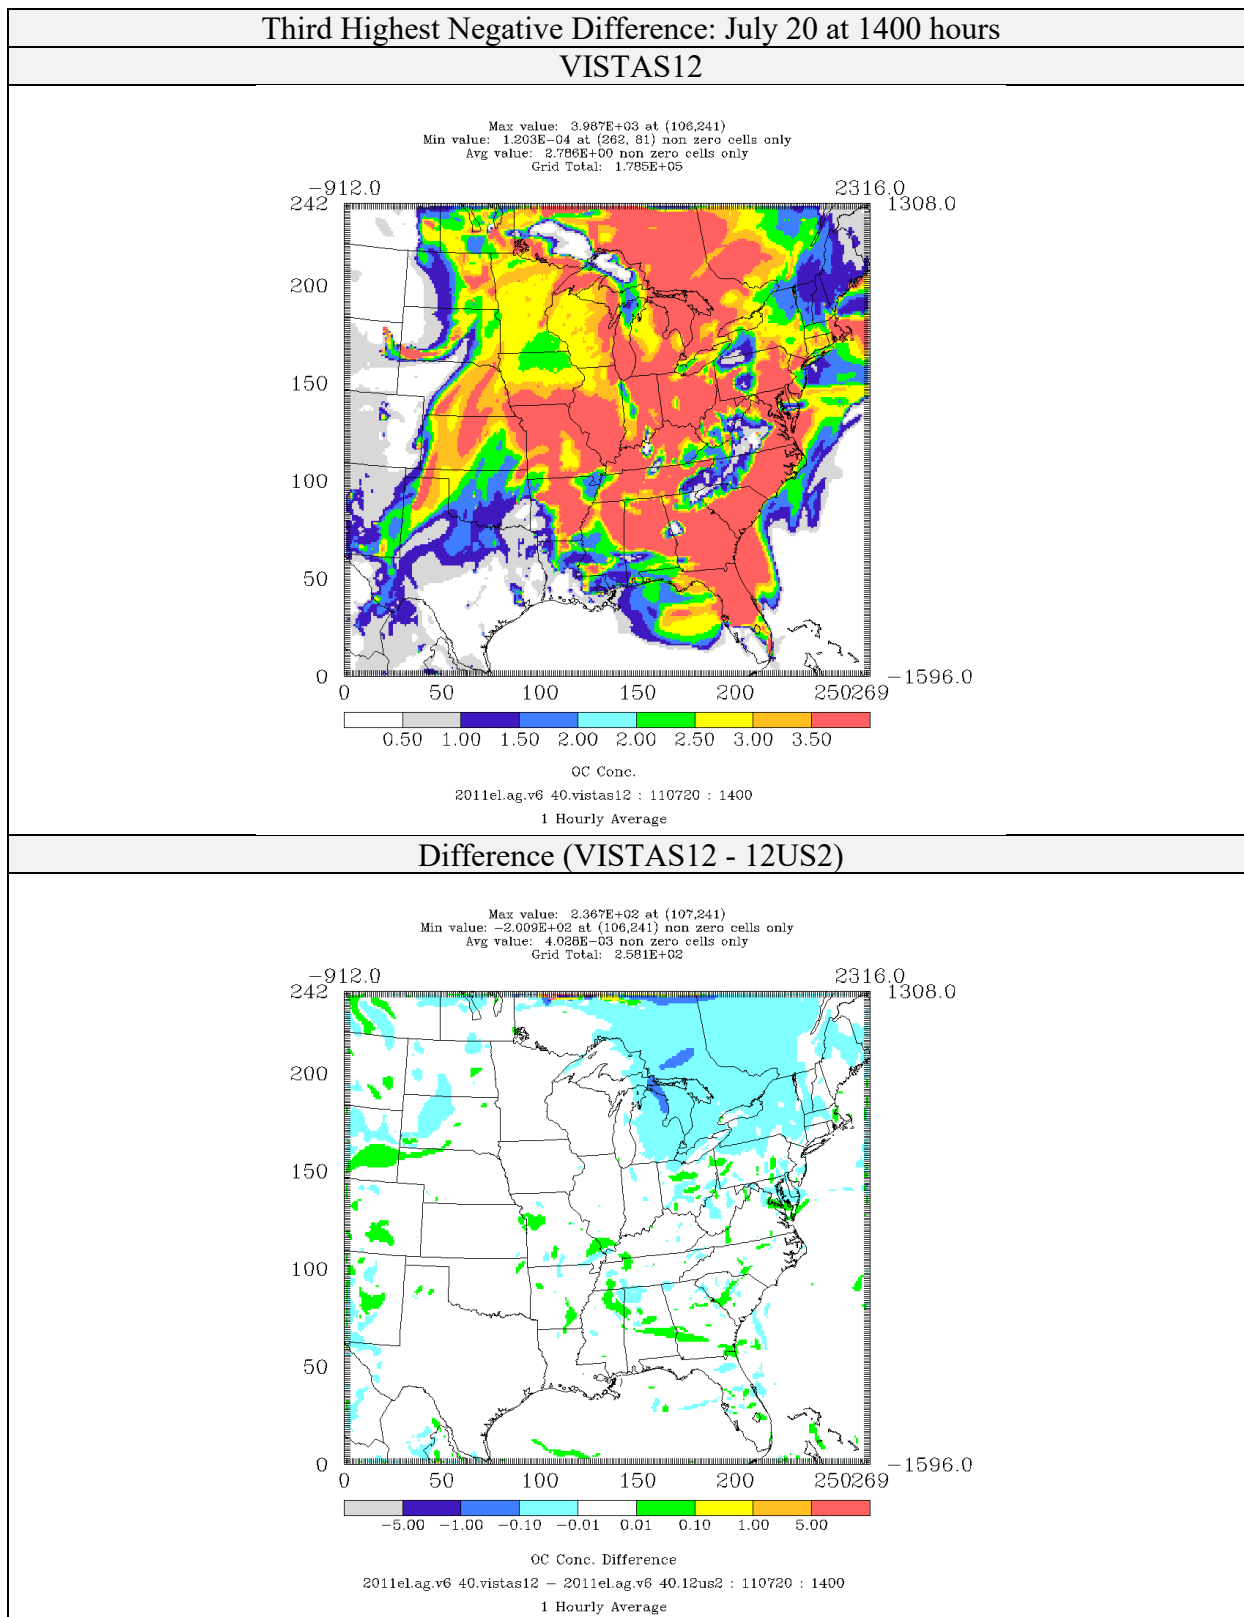 Third Highest Negative Difference: July 20 at 1400 hours
VISTAS12
Max value: 3.987E+03 at (106,241)
Min value: 1.203E-04 at (262, 81) non zero cells only
Avg value: 2.786E+00 non zero cells only
Grid Total: 1.785E+05
-912.0 2316.0
242 1308.0
200
150
100
50
0 -1596.0
0 50 100 150 200 250269
0.50 1.00 1.50 2.00 2.00 2.50 3.00 3.50
OC Conc.
2011el.ag.v6 40.vistas12 : 110720 : 1400
1 Hourly Average
Difference (VISTAS12 - 12US2)
Max value: 2.367E+02 at (107,241)
Min value: -2.009E+02 at (106,241) non zero cells only
Avg value: 4.028E-03 non zero cells only
Grid Total: 2.581E+02
-912.0 2316.0
242 1308.0
200
150
100
50
0 -1596.0
0 50 100 150 200 250269
-5.00 -1.00 -0.10 -0.01 0.01 0.10 1.00 5.00
OC Conc. Difference
2011el.ag.v6 40.vistas12 - 2011el.ag.v6 40.12us2 : 110720 : 1400
1 Hourly Average